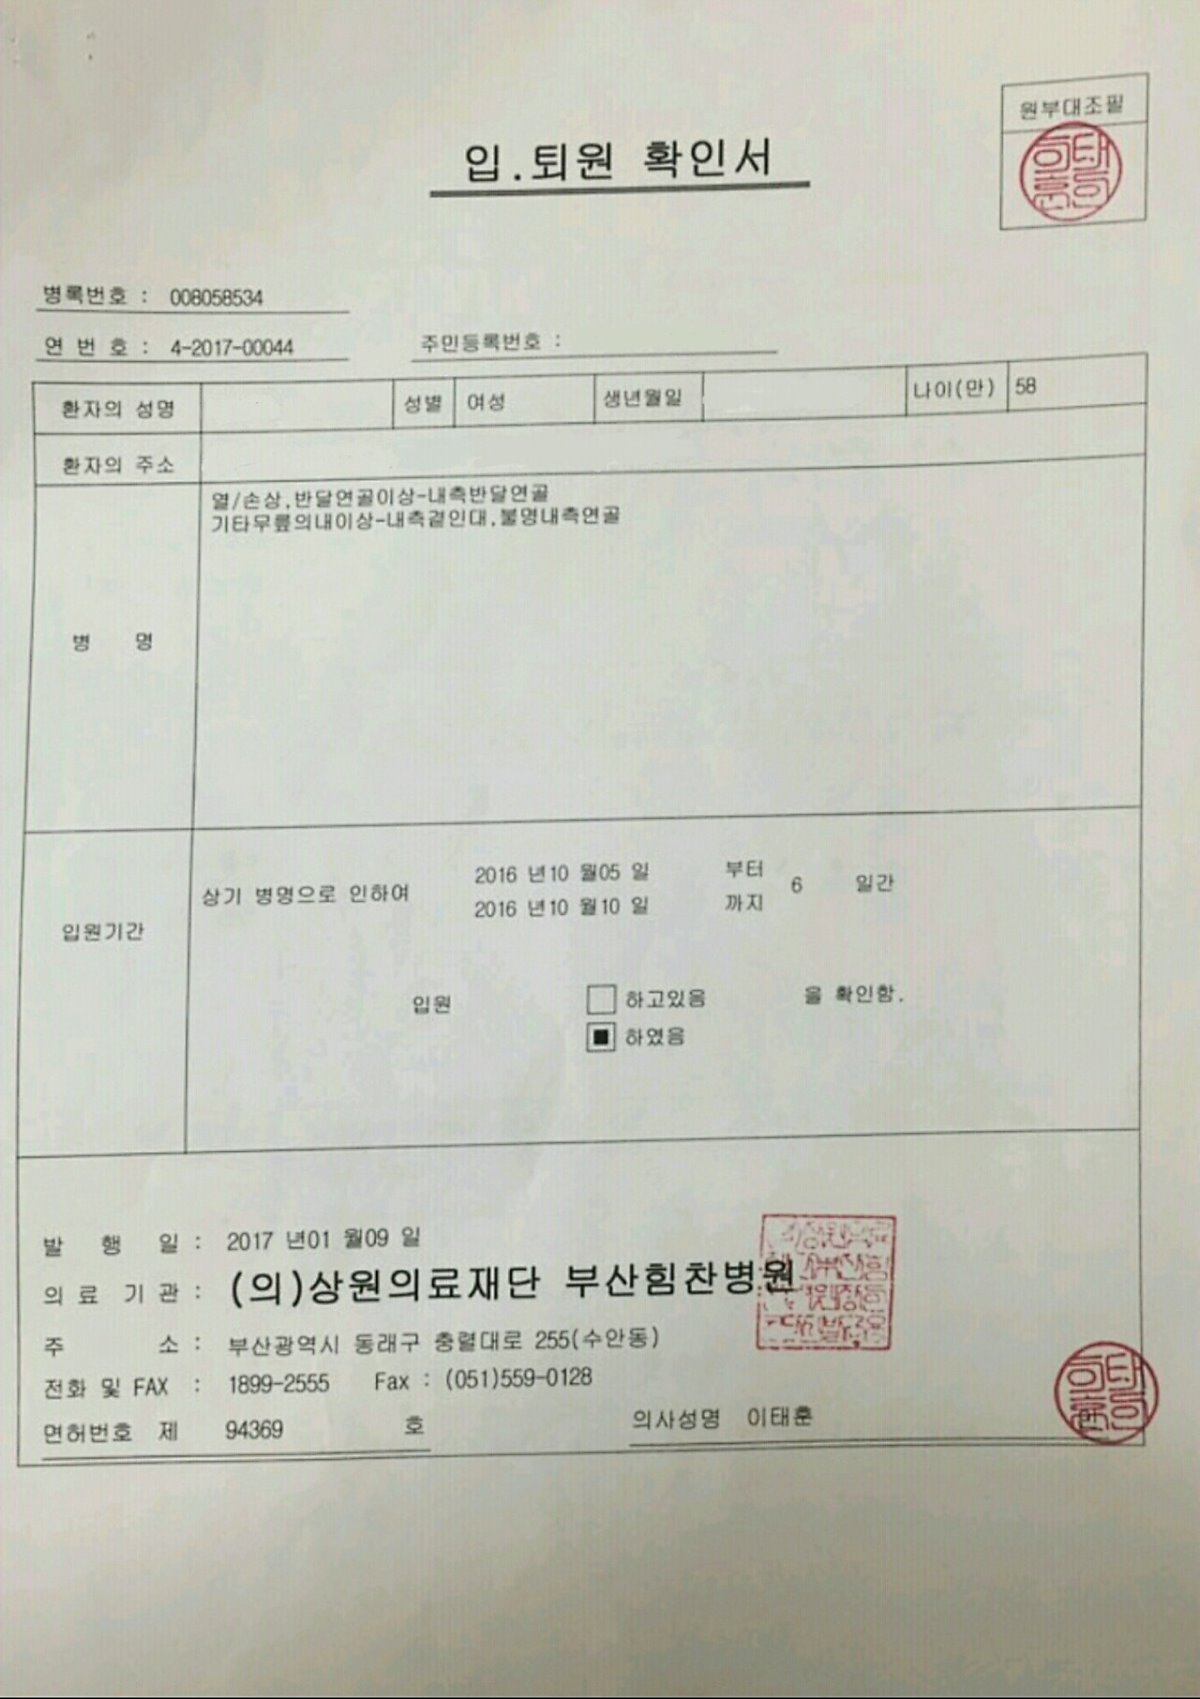 원부대조필
입.퇴원 확인서
병록번호 : 008058534
연 번 호 : 4-2017-00044 주민등록번호 :
환자의 성명 성별 여성 생년월일 나이(만) 58
환자의 주소
열/손상,반달연골이상-내측반달연골
기타무릎의내이상-내측곁인대,불명내측연골
병 명
2016 년10 월05 일 부터
상기 병명으로 인하여 6 일간
2016 년10 월10 일 까지
입원기간
입원 하고있음 을 확인함.
하였음
발 행 일 : 2017 년01 월09 일
의 료 기 관 : (의)상원의료재단 부산힘찬병원
주 소 : 부산광역시 동래구 충렬대로 255(수안동)
전화 및 FAX : 1899-2555 Fax : (051)559-0128
면허번호 제 94369 호 의사성명 이태훈